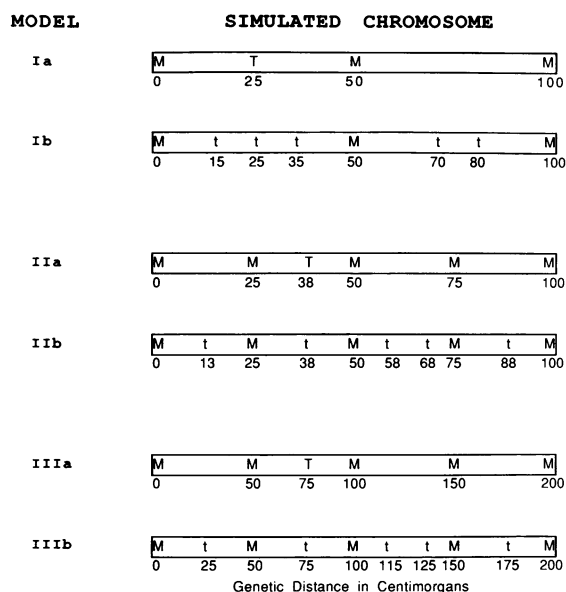 MODEL SIMULATED CHROMOSOME
Ia
M T M M
0 25 50 100
Ib
M t t t M t t M
0 15 25 35 50 70 80 100
IIa
M M T M M M
0 25 38 50 75 100
IIb
M t M t M t t M t M
0 13 25 38 50 58 68 75 88 100
IIIa
M M T M M M
0 50 75 100 150 200
IIIb
M t M t M t t M t M
0 25 50 75 100 115 125 150 175 200
Genetic Distance in Centimorgans